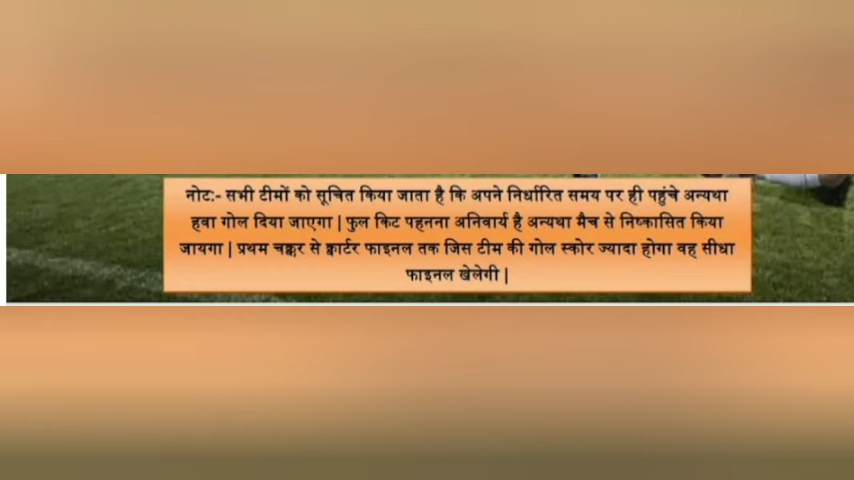 नोट:- सभी टीमों को सूचित किया जाता है कि अपने निर्धारित समय पर ही पहुंचे अन्यथा
हवा गोल दिया जाएगा | फुल किट पहनना अनिवार्य है अन्यथा मैच से निष्कासित किया
जायगा | प्रथम चक्कर से क्वार्टर फाइनल तक जिस टीम की गोल स्कोर ज्यादा होगा वह सीधा
फाइनल खेलेगी |